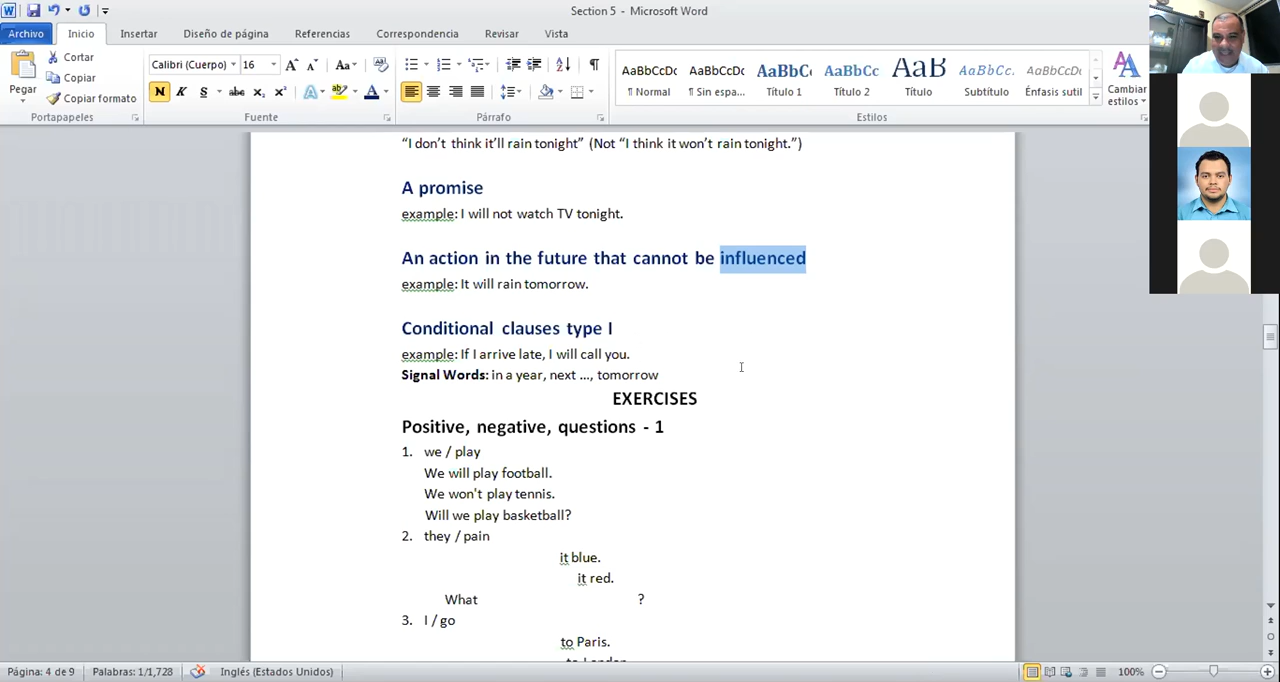 Section 5 - Microsoft Word
Archivo Inicio Insertar Diseño de página Referencias Correspondencia Revisar Vista
Pegar
Cortar
Copiar
Copiar formato
Portapapeles
Calibri (Cuerpo) 16
Fuente
Párrafo
AaBbCcDc AaBbCcDc AaBbC AaBbCc AaB AaBbCc. AaBbCcDc
¶ Normal ¶ Sin espa... Título 1 Título 2 Título Subtítulo Énfasis sutil
Cambiar
estilos
Estilos
“I don’t think it’ll rain tonight” (Not “I think it won’t rain tonight.”)
A promise
example: I will not watch TV tonight.
An action in the future that cannot be influenced
example: It will rain tomorrow.
Conditional clauses type I
example: If I arrive late, I will call you.
Signal Words: in a year, next ..., tomorrow
EXERCISES
Positive, negative, questions - 1
1. we / play
We will play football.
We won't play tennis.
Will we play basketball?
2. they / pain
it blue.
it red.
What ?
3. I / go
to Paris.
to London
Página: 4 de 9 Palabras: 1/1,728 Inglés (Estados Unidos) 100%